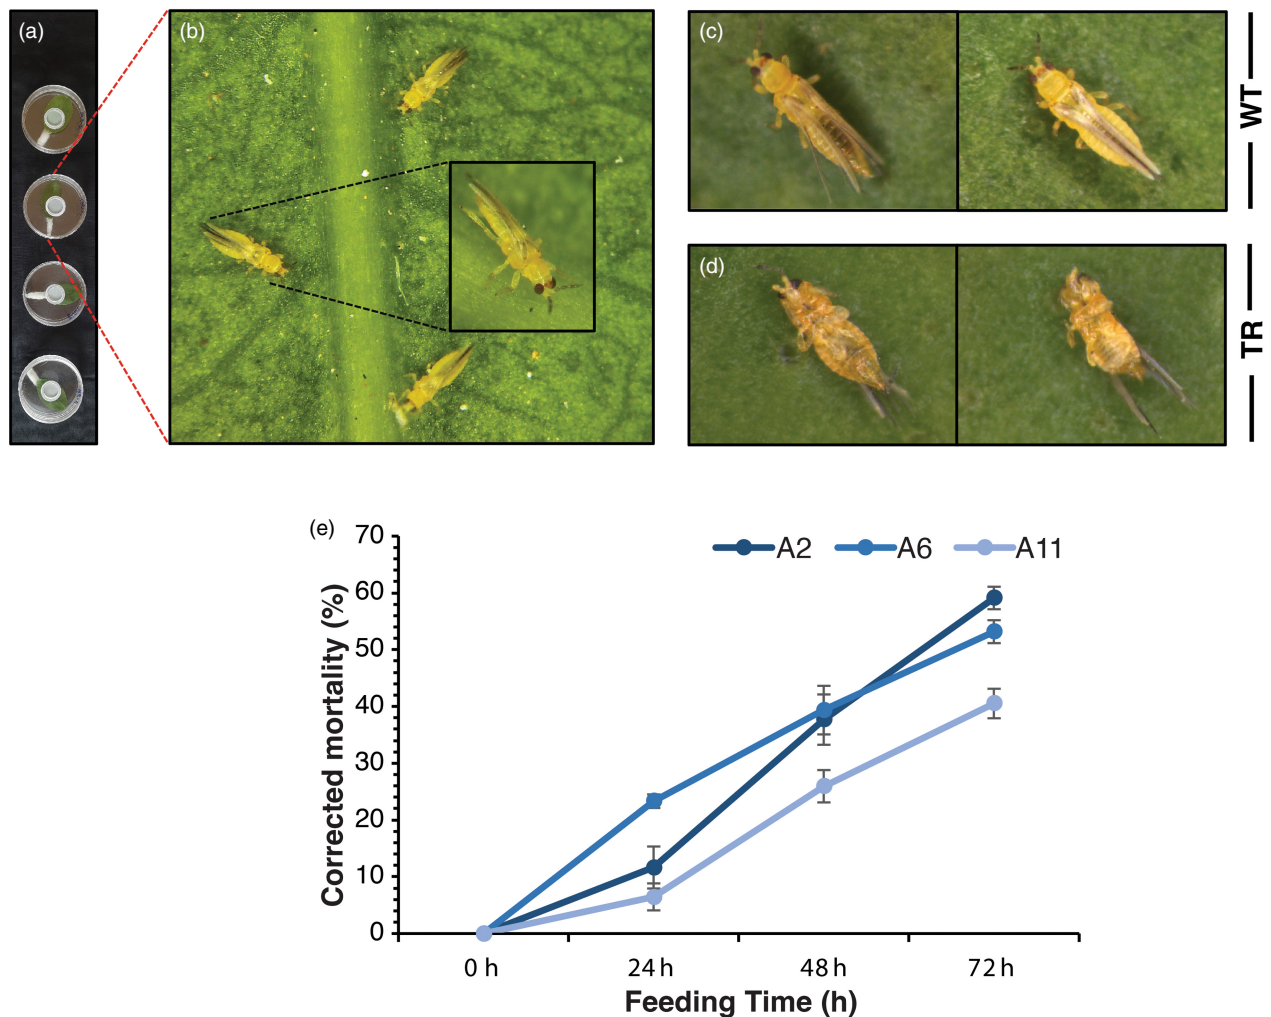 (a)
(b)
(c)
WT
(d)
TR
(e)
A2 A6 A11
Corrected mortality (%)
70
60
50
40
30
20
10
0
0 h 24 h 48 h 72 h
Feeding Time (h)